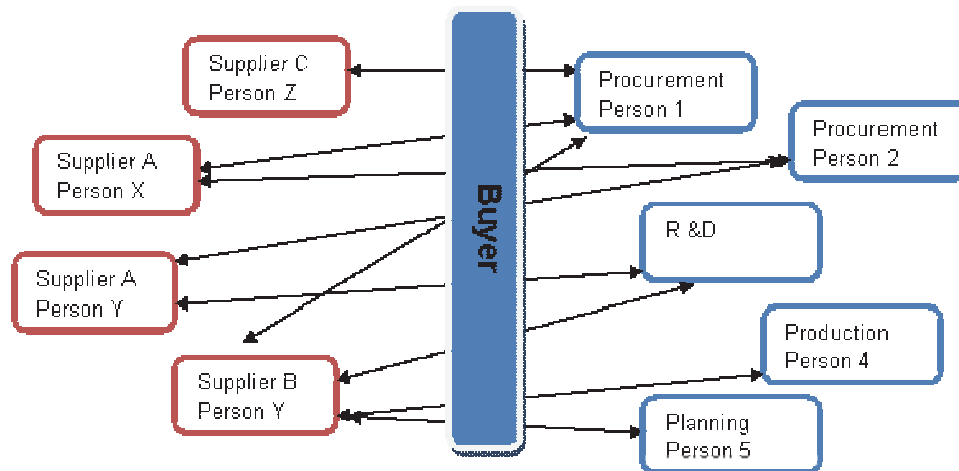 Supplier C
Person Z
Supplier A
Person X
Supplier A
Person Y
Supplier B
Person Y
Buyer
Procurement
Person 1
Procurement
Person 2
R &D
Production
Person 4
Planning
Person 5